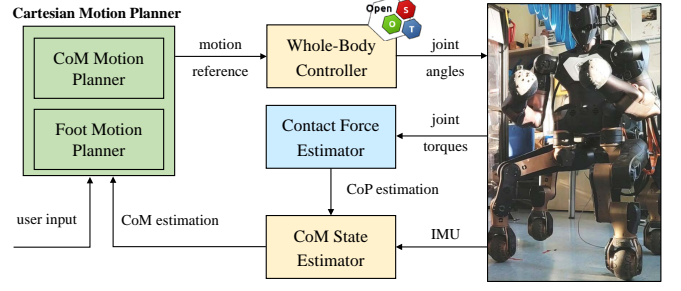 Cartesian Motion Planner
CoM Motion
Planner
Foot Motion
Planner
motion
reference
Open
S
O
T
Whole-Body
Controller
joint
angles
Contact Force
Estimator
joint
torques
CoP estimation
user input
CoM estimation
CoM State
Estimator
IMU